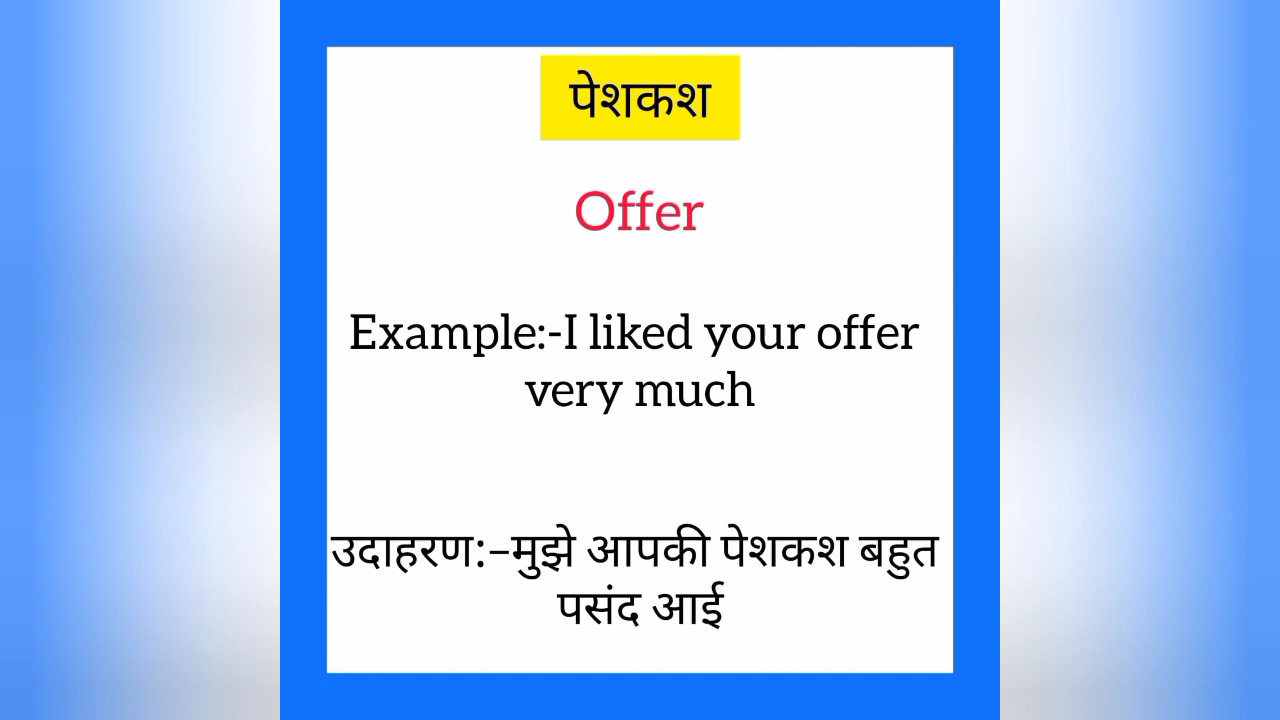 पेशकश
Offer
Example:-I liked your offer
very much
उदाहरण:–मुझे आपकी पेशकश बहुत
पसंद आई